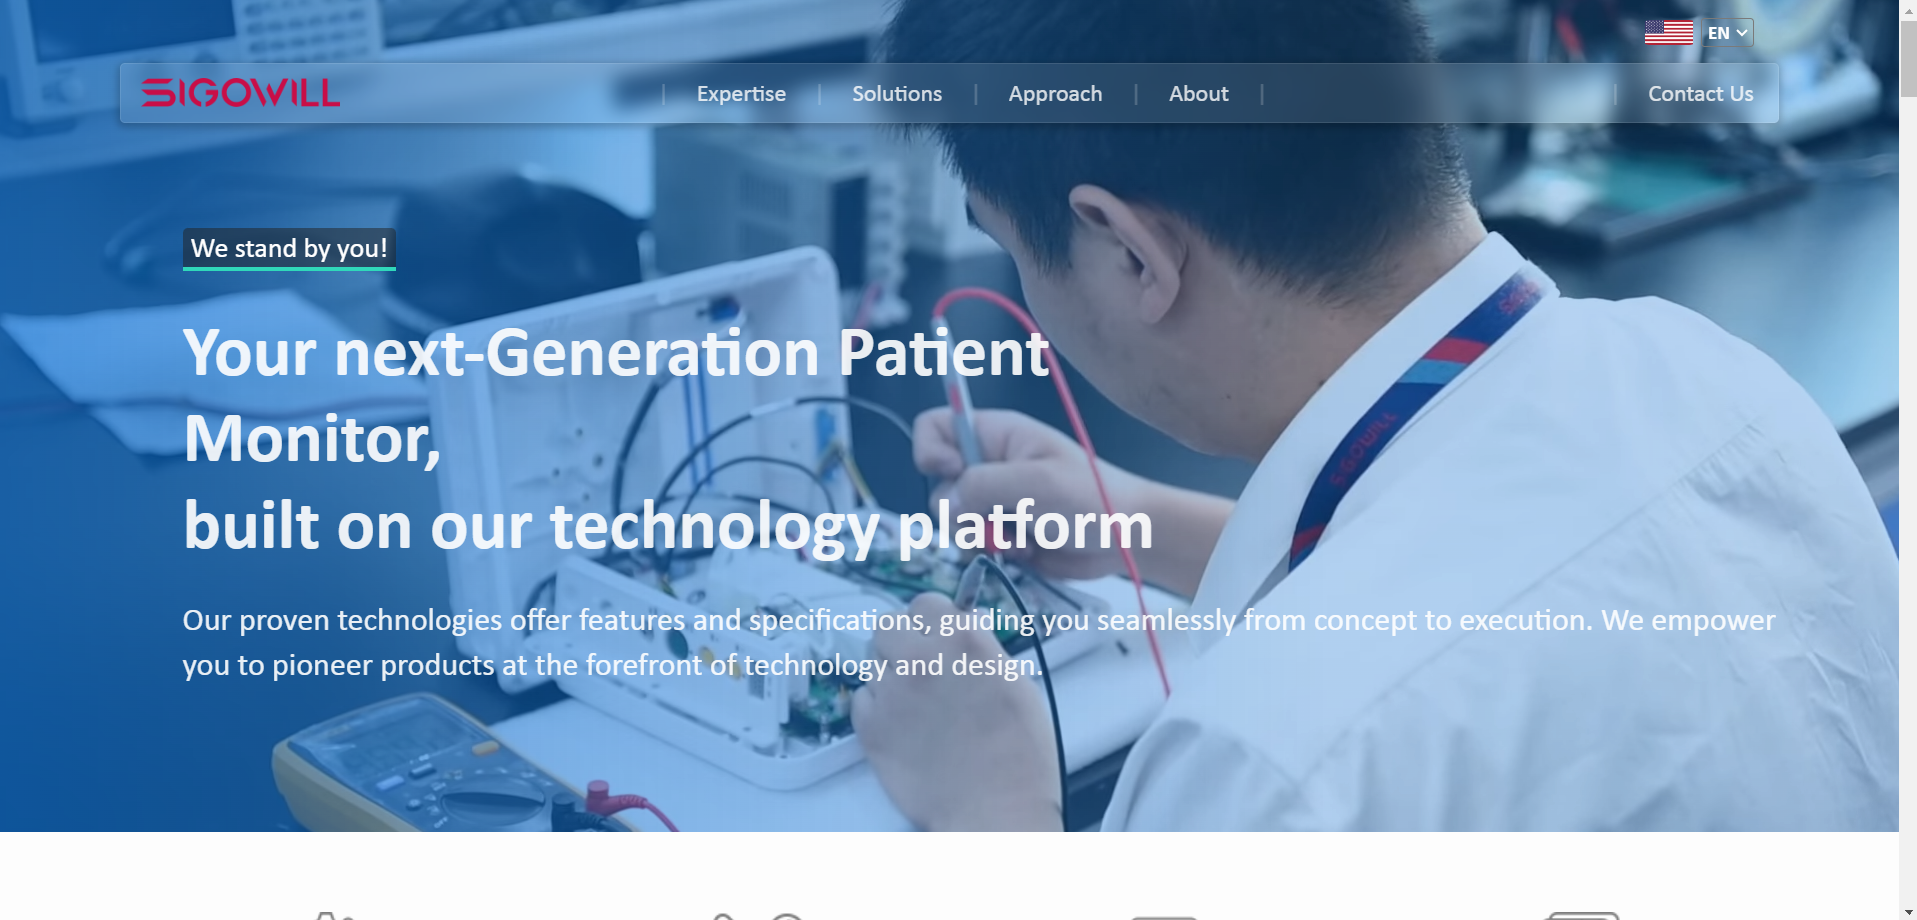 EN
SIGOWILL
Expertise
Solutions
Approach
About
Contact Us
We stand by you!
Your next-Generation Patient
Monitor,
built on our technology platform
SIGOWILL
Our proven technologies offer features and specifications, guiding you seamlessly from concept to execution. We empower
you to pioneer products at the forefront of technology and design.